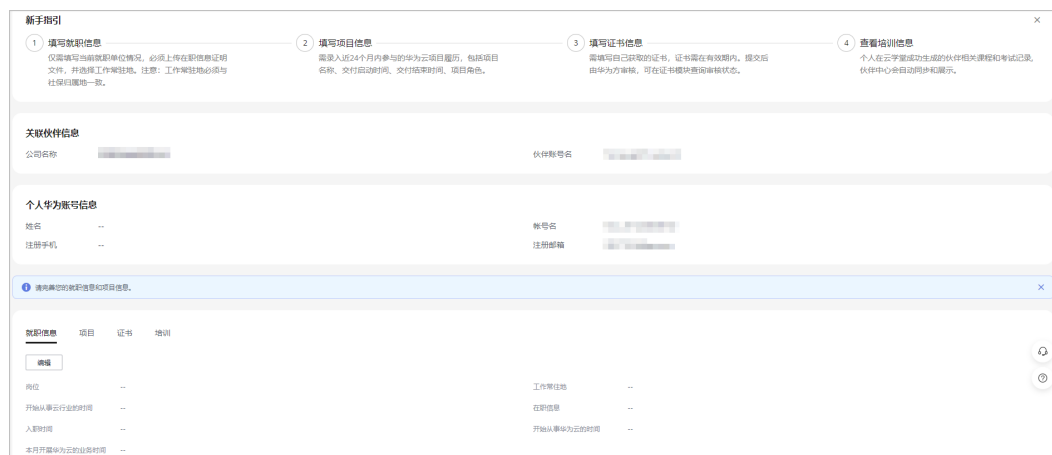 新手指引
1 填写就职信息
仅需填写当前就职单位情况，必须上传在职信息证明
文件，并选择工作常驻地。注意：工作常驻地必须与
社保归属地一致。
2 填写项目信息
需录入近24个月内参与的华为云项目履历，包括项目
名称、交付启动时间、交付结束时间、项目角色。
3 填写证书信息
需填写自己获取的证书，证书需在有效期内。提交后
由华为方审核，可在证书模块查询审核状态。
4 查看培训信息
个人在云学堂成功生成的伙伴相关课程和考试记录，
伙伴中心会自动同步和展示。
关联伙伴信息
公司名称
伙伴账号名
个人华为账号信息
姓名 --
帐号名
注册手机 --
注册邮箱
请完善您的就职信息和项目信息。
就职信息 项目 证书 培训
编辑
岗位 --
工作常住地 --
开始从事云行业的时间 --
在职信息 --
入职时间 --
开始从事华为云的时间 --
本月开展华为云的业务时间 --